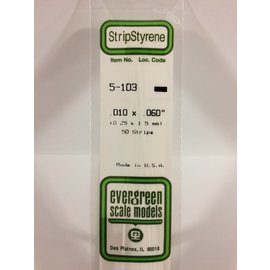 StripStyrene
Item No. Loc. Code
5-103
.010 x .060"
(0.25 x 1.5 mm)
50 Strips
Made in U.S.A.
evergreen
scale models
Des Plaines, IL 60018